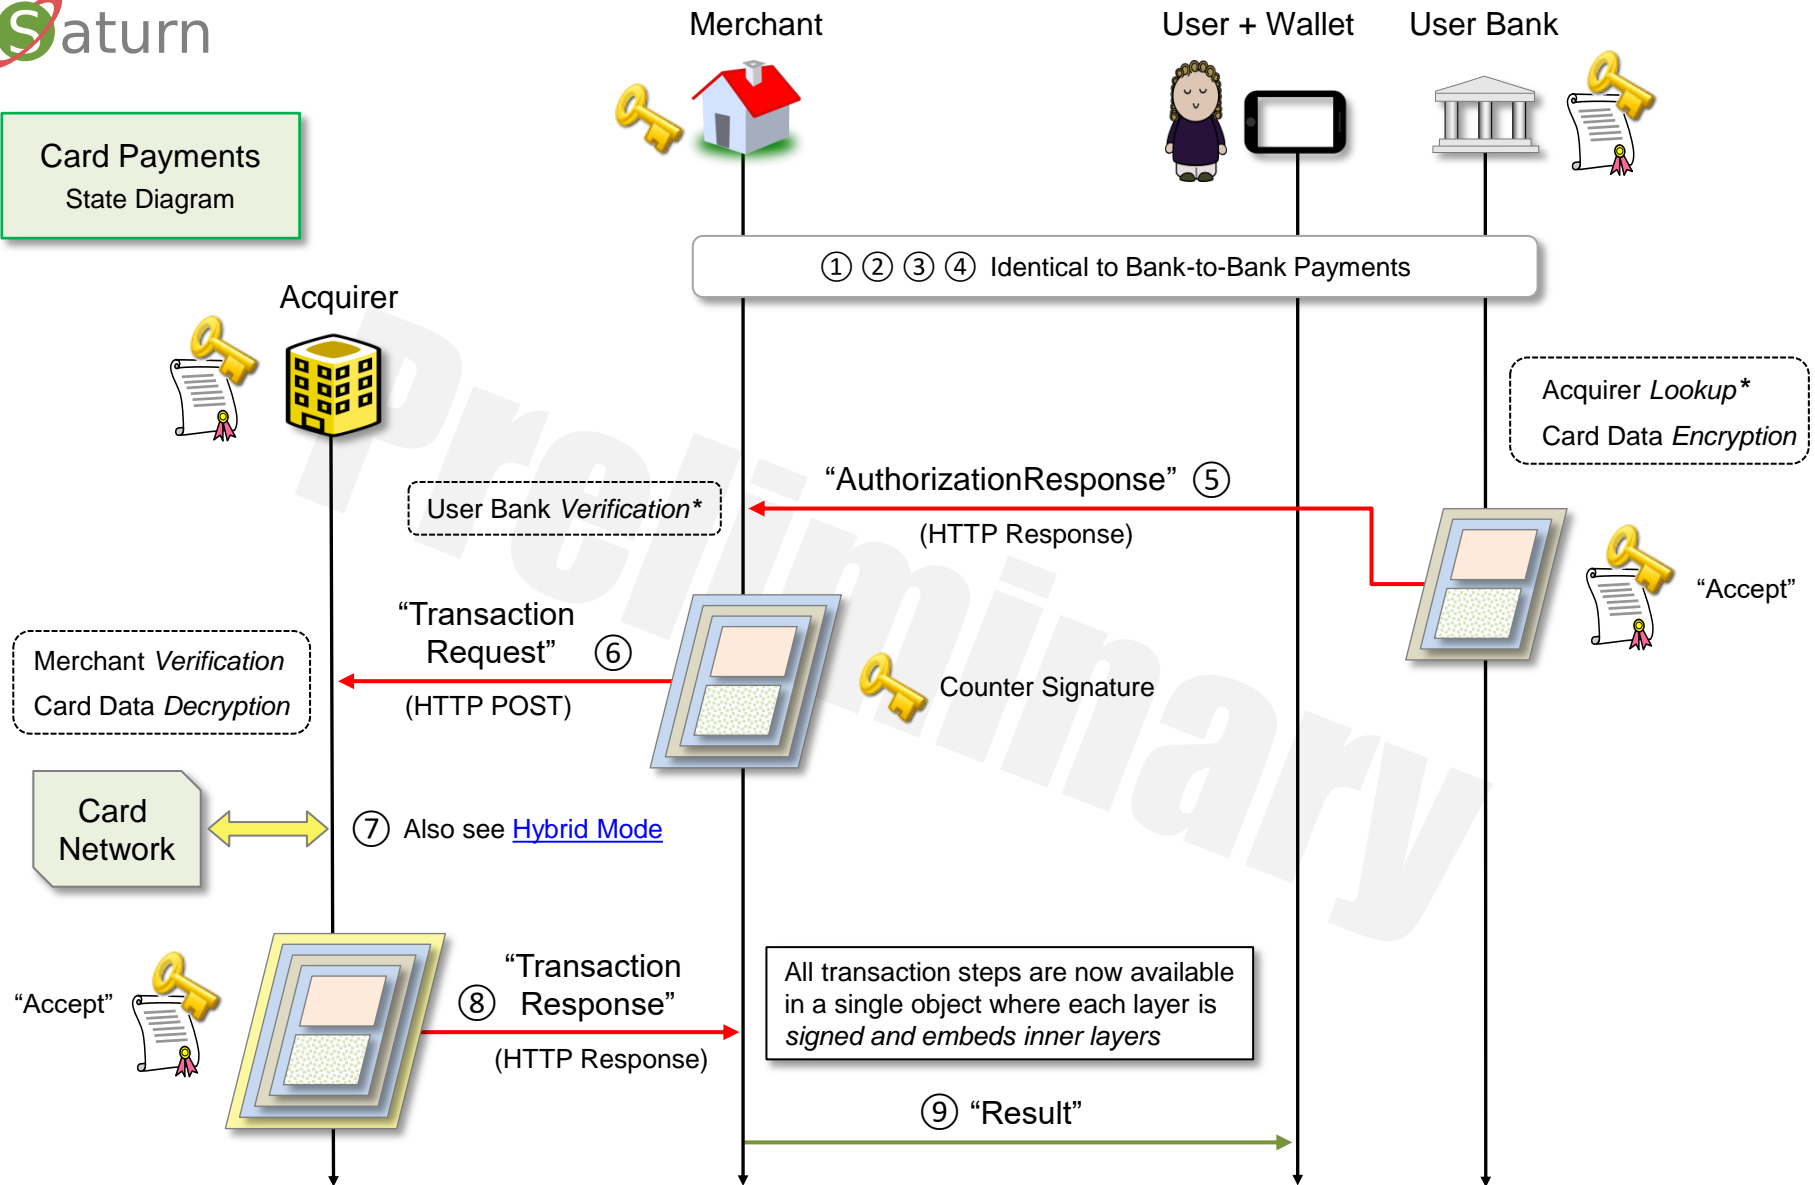 Saturn
Merchant
User + Wallet
User Bank
Card Payments
State Diagram
① ② ③ ④ Identical to Bank-to-Bank Payments
Acquirer
Acquirer Lookup*
Card Data Encryption
“AuthorizationResponse” ⑤
(HTTP Response)
User Bank Verification*
“Accept”
“Transaction
Request” ⑥
(HTTP POST)
Merchant Verification
Card Data Decryption
Counter Signature
Card
Network
⑦ Also see Hybrid Mode
“Accept”
“Transaction
⑧ Response”
(HTTP Response)
All transaction steps are now available
in a single object where each layer is
signed and embeds inner layers
⑨ “Result”
Preliminary